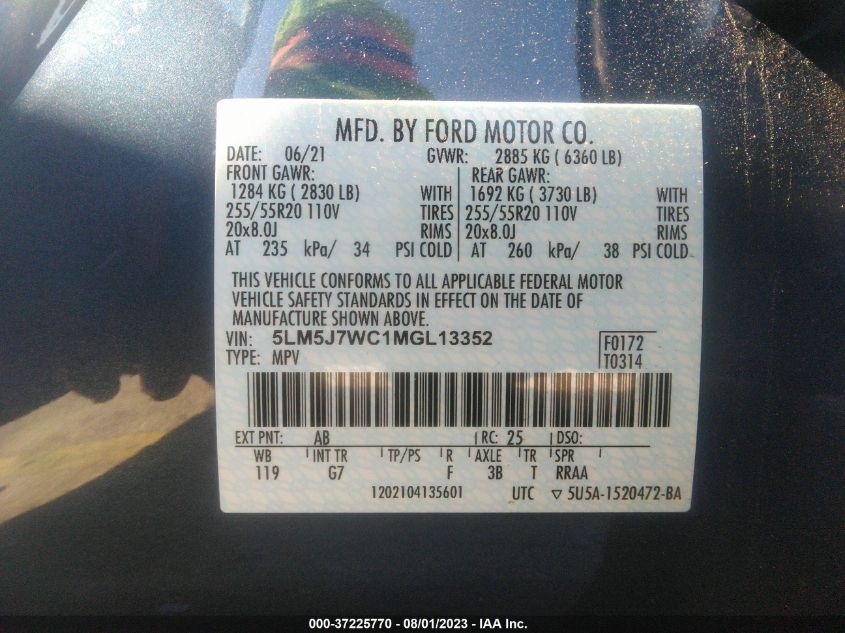 MFD. BY FORD MOTOR CO.
DATE: 06/21 GVWR: 2885 KG ( 6360 LB)
FRONT GAWR: REAR GAWR:
1284 KG ( 2830 LB) WITH 1692 KG ( 3730 LB) WITH
255/55R20 110V TIRES 255/55R20 110V TIRES
20x8.0J RIMS 20x8.0J RIMS
AT 235 kPa/ 34 PSI COLD AT 260 kPa/ 38 PSI COLD
THIS VEHICLE CONFORMS TO ALL APPLICABLE FEDERAL MOTOR
VEHICLE SAFETY STANDARDS IN EFFECT ON THE DATE OF
MANUFACTURE SHOWN ABOVE.
VIN: 5LM5J7WC1MGL13352 F0172
TYPE: MPV T0314
EXT PNT: AB RC: 25 DSO:
WB INT TR TP/PS R AXLE TR SPR
119 G7 F 3B T RRAA
1202104135601 UTC ▽ 5U5A-1520472-BA
000-37225770 - 08/01/2023 - IAA Inc.